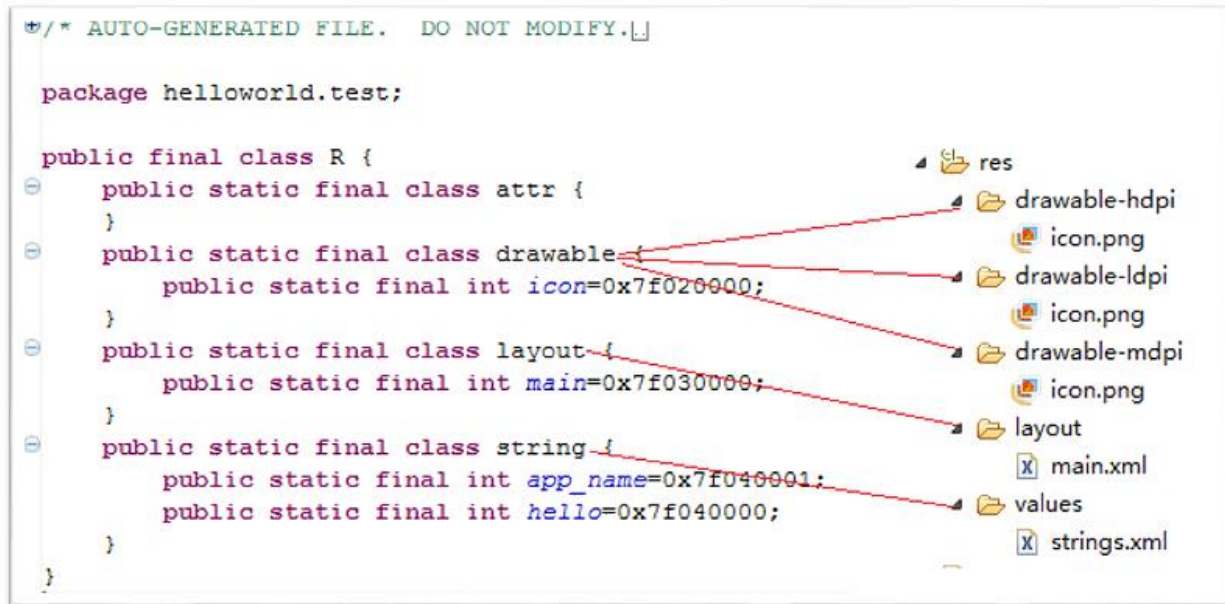 /* AUTO-GENERATED FILE.  DO NOT MODIFY.
package helloworld.test;
public final class R {
    public static final class attr {
    }
    public static final class drawable {
        public static final int icon=0x7f020000;
    }
    public static final class layout {
        public static final int main=0x7f030000;
    }
    public static final class string {
        public static final int app_name=0x7f040001;
        public static final int hello=0x7f040000;
    }
}
res
drawable-hdpi
icon.png
drawable-ldpi
icon.png
drawable-mdpi
icon.png
layout
main.xml
values
strings.xml